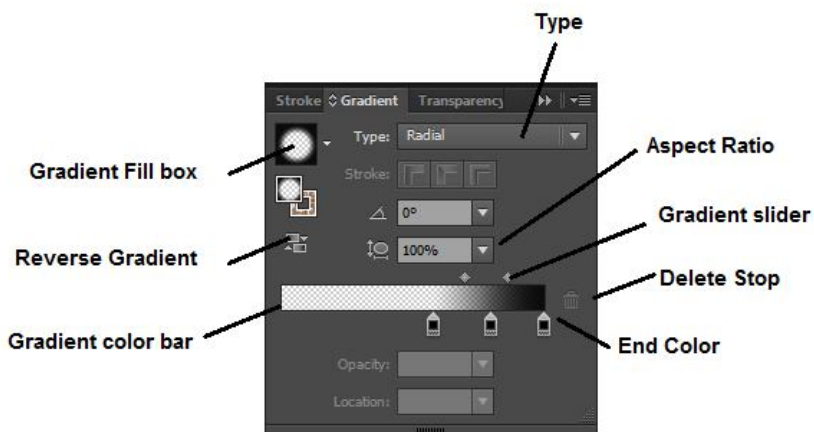 Type
Stroke Gradient Transparency
Type: Radial
Aspect Ratio
Gradient Fill box
Stroke:
0°
Gradient slider
Reverse Gradient
100%
Delete Stop
Gradient color bar
End Color
Opacity:
Location: